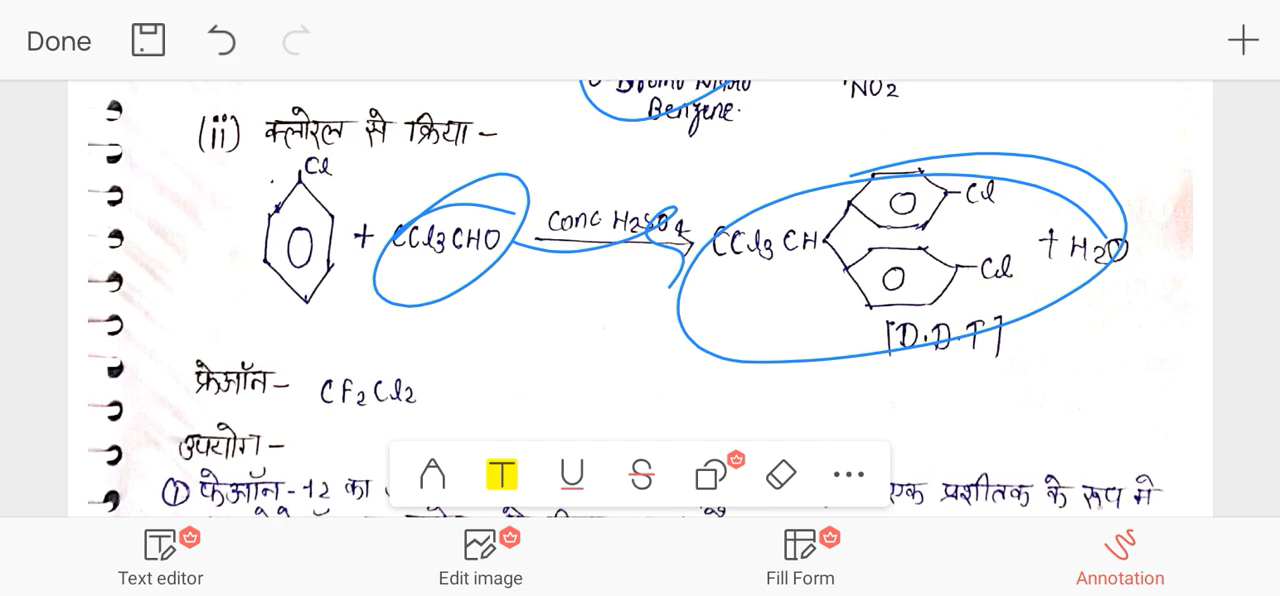 Done
Benzene.
NO2
(ii) क्लोरल से क्रिया -
Cl
+ CCl3CHO
Conc H2SO4
CCl3CH
Cl
Cl
+ H2O
[D.D.T]
फ्रेऑन- CF2Cl2
उपयोग -
① फ्रेऑन-12 का
एक प्रशीतक के रूप मे
A T U S
Text editor
Edit image
Fill Form
Annotation